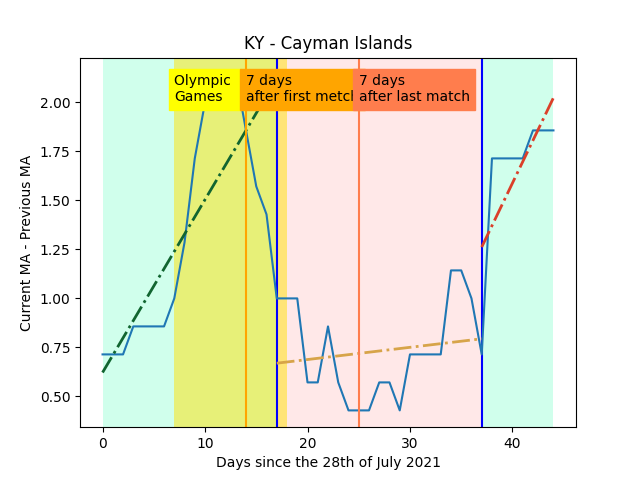 KY - Cayman Islands
Olympic
Games
7 days
after first metch
7 days
after last match
Current MA - Previous MA
2.00
1.75
1.50
1.25
1.00
0.75
0.50
0
10
20
30
40
Days since the 28th of July 2021